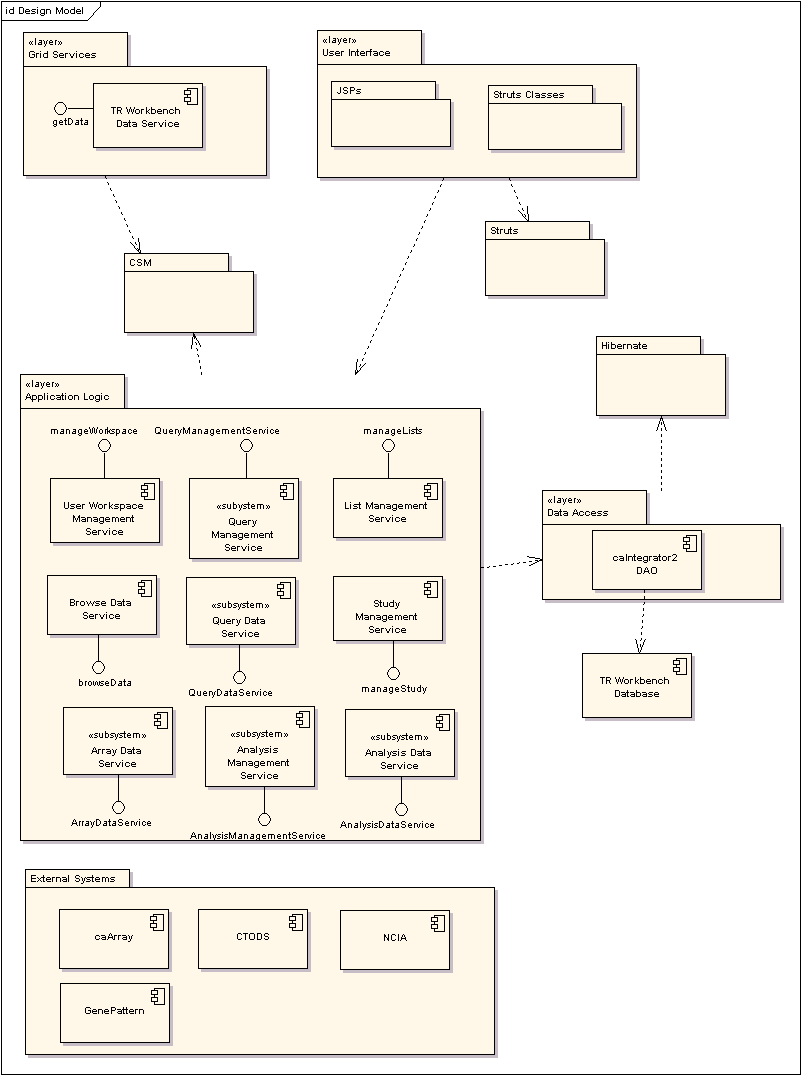 id Design Model
«layer»
Grid Services
TR Workbench
Data Service
getData
«layer»
User Interface
JSPs
Struts Classes
CSM
Struts
Hibernate
«layer»
Application Logic
manageWorkspace
QueryManagementService
manageLists
User Workspace
Management
Service
«subsystem»
Query
Management
Service
List Management
Service
«layer»
Data Access
caIntegrator2
DAO
Browse Data
Service
«subsystem»
Query Data
Service
Study
Management
Service
browseData
QueryDataService
manageStudy
TR Workbench
Database
«subsystem»
Array Data
Service
«subsystem»
Analysis
Management
Service
«subsystem»
Analysis Data
Service
ArrayDataService
AnalysisManagementService
AnalysisDataService
External Systems
caArray
CTODS
NCIA
GenePattern